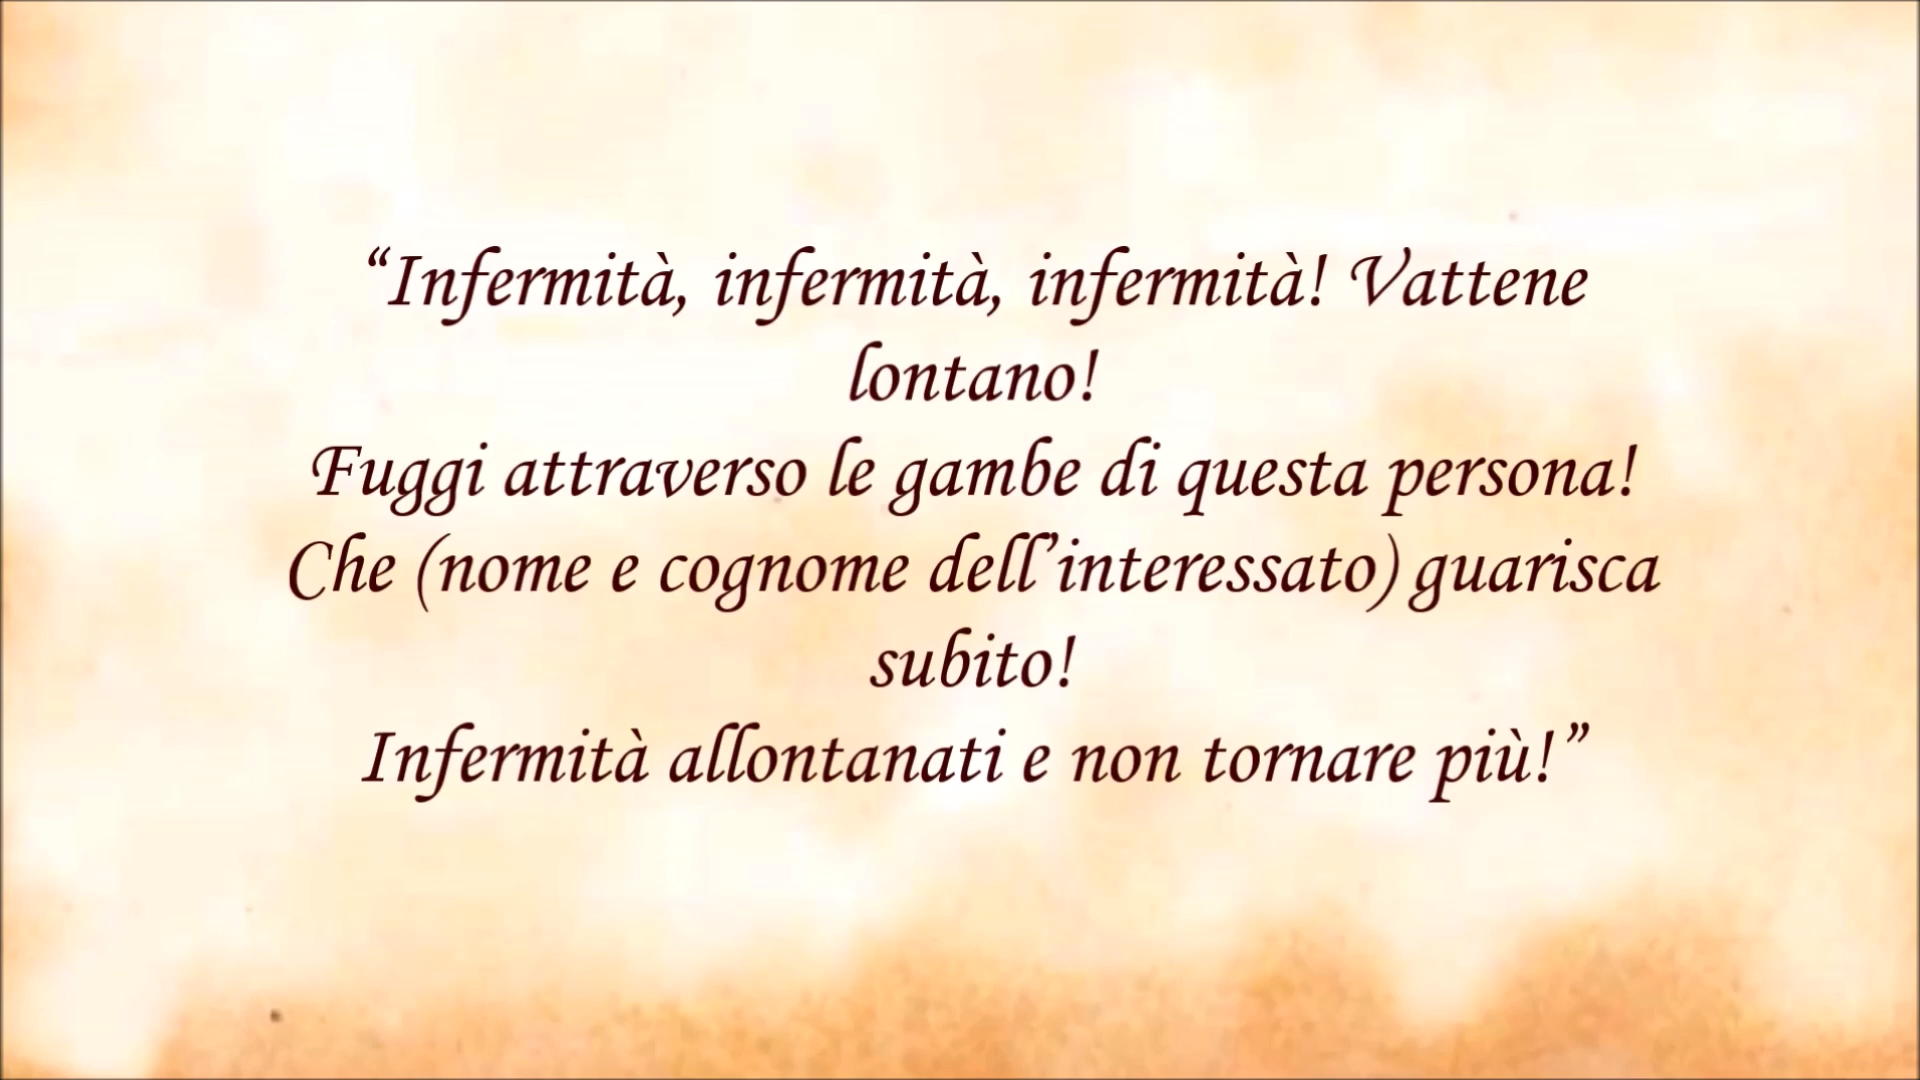 “Infermità, infermità, infermità! Vattene
lontano!
Fuggi attraverso le gambe di questa persona!
Che (nome e cognome dell’interessato) guarisca
subito!
Infermità allontanati e non tornare più!”